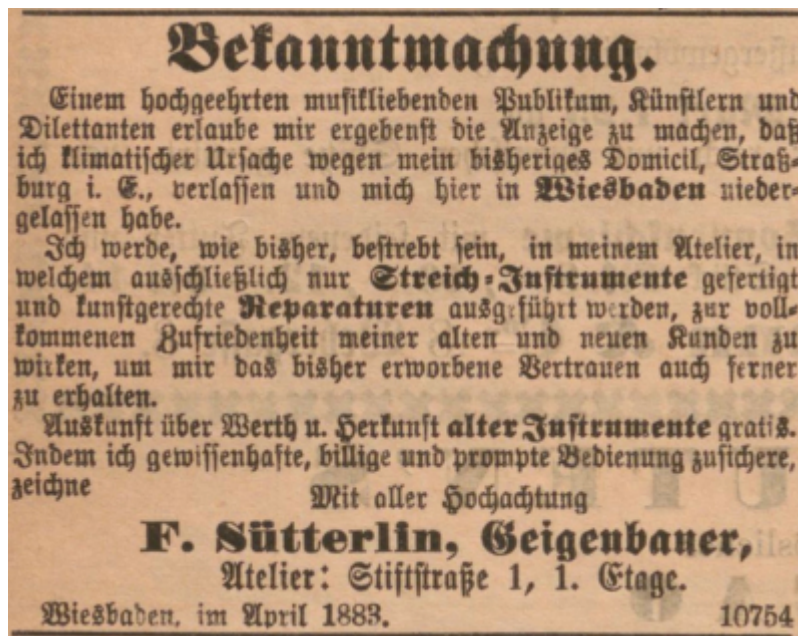 Bekanntmachung.
Einem hochgeehrten musikliebenden Publikum, Künstlern und
Dilettanten erlaube mir ergebenst die Anzeige zu machen, daß
ich klimatischer Ursache wegen mein bisheriges Domicil, Straß-
burg i. E., verlassen und mich hier in Wiesbaden nieder-
gelassen habe.
Ich werde, wie bisher, bestrebt sein, in meinem Atelier, in
welchem ausschließlich nur Streich-Instrumente gefertigt
und kunstgerechte Reparaturen ausgeführt werden, zur voll-
kommenen Zufriedenheit meiner alten und neuen Kunden zu
wirken, um mir das bisher erworbene Vertrauen auch ferner
zu erhalten.
Auskunft über Werth u. Herkunft alter Instrumente gratis.
Indem ich gewissenhafte, billige und prompte Bedienung zusichere,
zeichne
Mit aller Hochachtung
F. Sütterlin, Geigenbauer,
Atelier: Stiftstraße 1, 1. Etage.
Wiesbaden, im April 1883. 10754